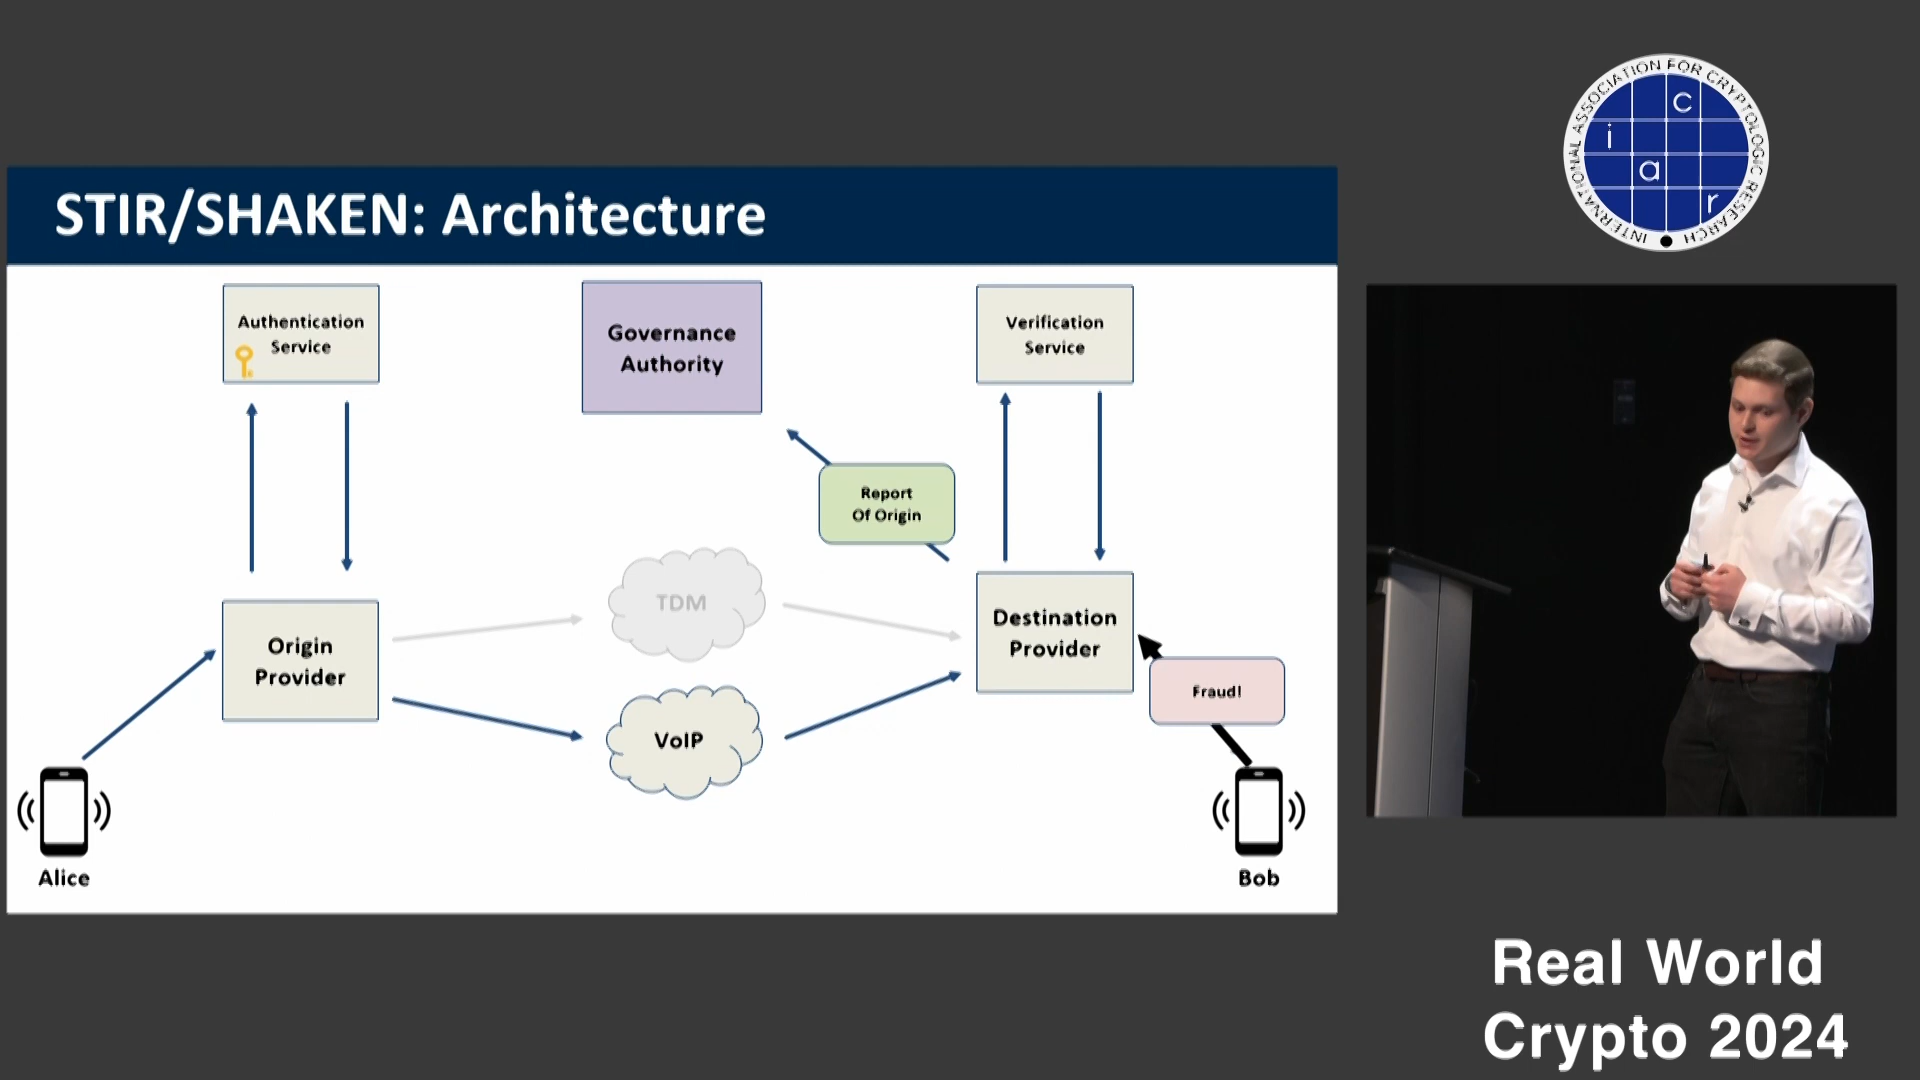 STIR/SHAKEN: Architecture
Authentication
Service
Governance
Authority
Verification
Service
Report
Of Origin
TDM
Origin
Provider
Destination
Provider
VoIP
Fraud!
Alice
Bob
INTERNATIONAL ASSOCIATION FOR CRYPTOLOGIC RESEARCH
i
a
c
r
Real World
Crypto 2024